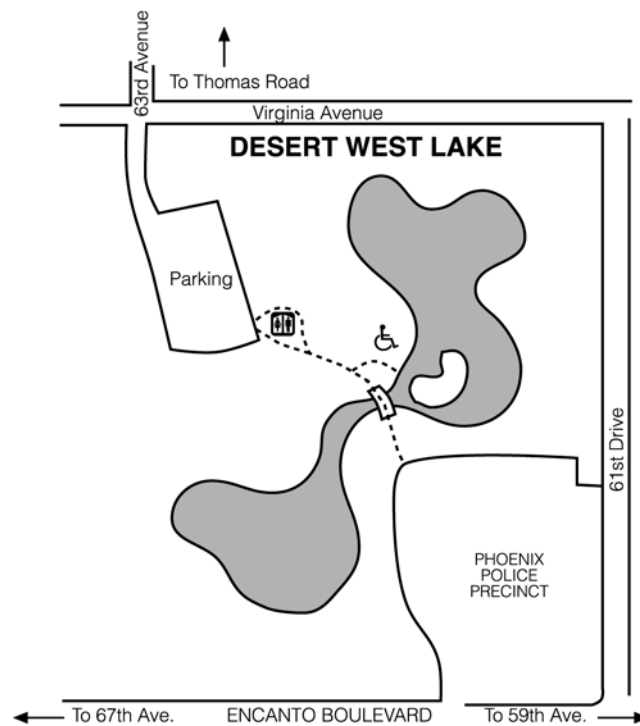 63rd Avenue
To Thomas Road
Virginia Avenue
DESERT WEST LAKE
Parking
61st Drive
PHOENIX
POLICE
PRECINCT
To 67th Ave.
ENCANTO BOULEVARD
To 59th Ave.